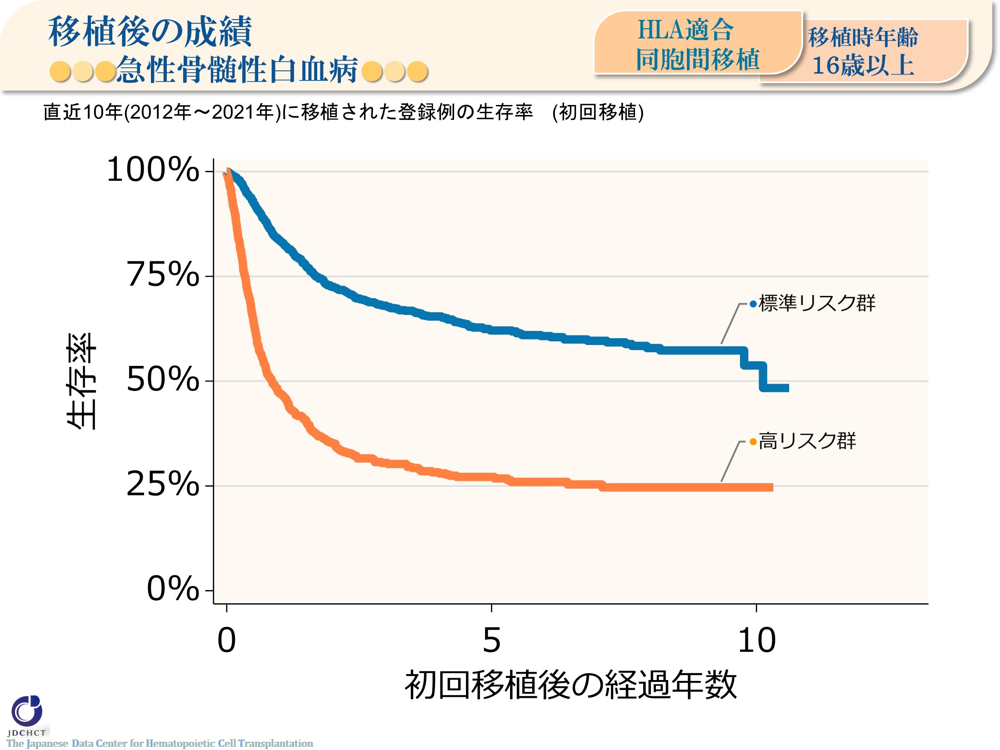 移植後の成績
急性骨髄性白血病
HLA適合
同胞間移植
移植時年齢
16歳以上
直近10年(2012年～2021年)に移植された登録例の生存率　(初回移植)
100%
75%
50%
25%
0%
生存率
標準リスク群
高リスク群
0
5
10
初回移植後の経過年数
JDCHCT
The Japanese Data Center for Hematopoietic Cell Transplantation